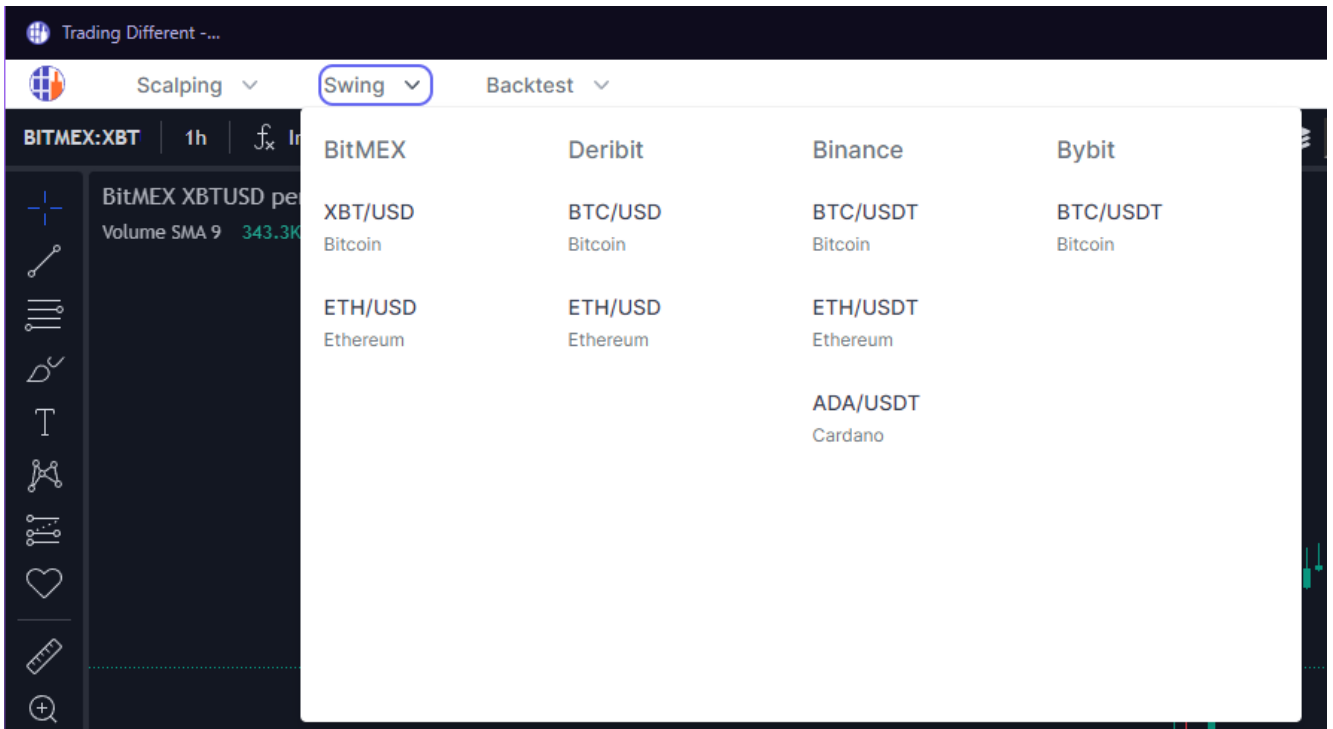 Trading Different -...
Scalping Swing Backtest
BITMEX:XBT 1h
BitMEX XBTUSD
Volume SMA 9 343.3K
BitMEX Deribit Binance Bybit
XBT/USD BTC/USD BTC/USDT BTC/USDT
Bitcoin Bitcoin Bitcoin Bitcoin
ETH/USD ETH/USD ETH/USDT
Ethereum Ethereum Ethereum
ADA/USDT
Cardano
T